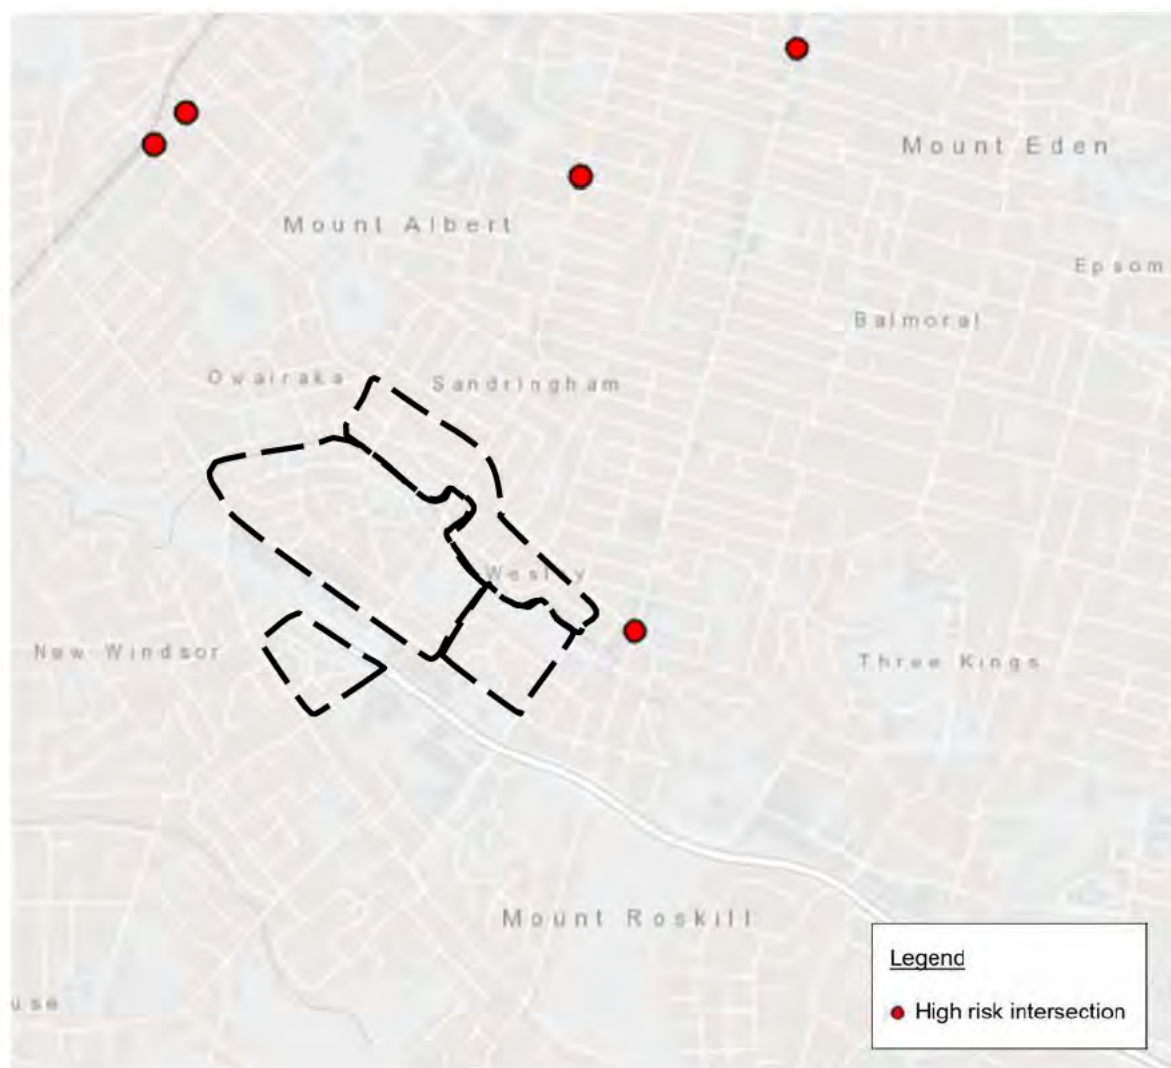 Mount Eden
Mount Albert
Epsom
Balmoral
Owairaka
Sandringham
Wesley
New Windsor
Three Kings
Mount Roskill
Legend
use
High risk intersection